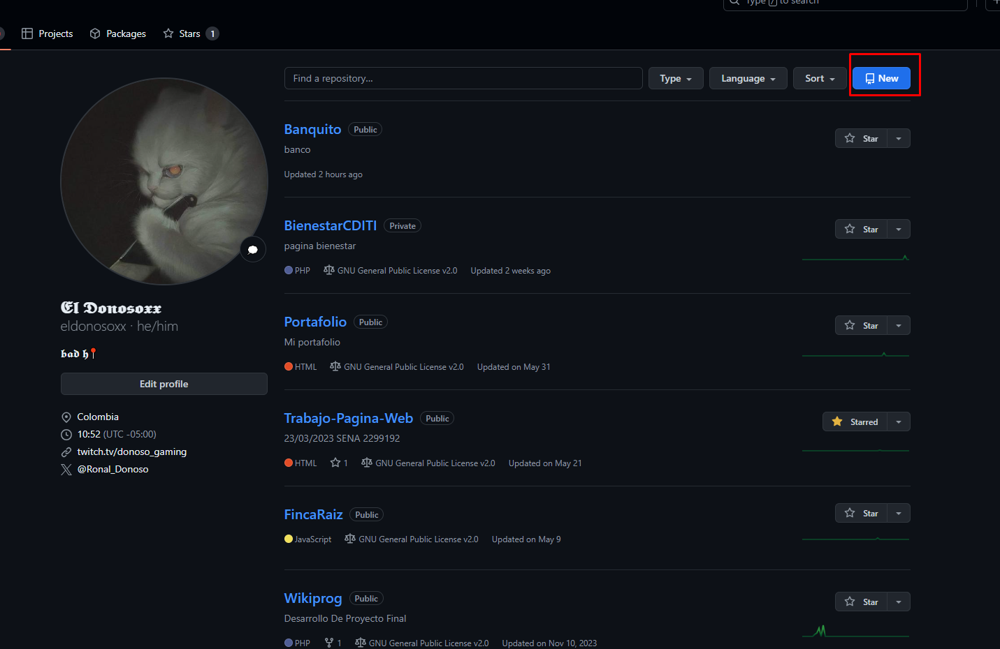 Type / to search
Projects Packages Stars 1
Find a repository... Type Language Sort New
Banquito Public
Star
banco
Updated 2 hours ago
BienestarCDITI Private
Star
pagina bienestar
PHP GNU General Public License v2.0 Updated 2 weeks ago
𝕰𝖑 𝕯𝖔𝖓𝖔𝖘𝖔𝖝𝖝
eldonosoxx · he/him
𝖇𝖆𝖉 𝖍
Edit profile
Colombia
10:52 (UTC -05:00)
twitch.tv/donoso_gaming
@Ronal_Donoso
Portafolio Public
Star
Mi portafolio
HTML GNU General Public License v2.0 Updated on May 31
Trabajo-Pagina-Web Public
Starred
23/03/2023 SENA 2299192
HTML 1 GNU General Public License v2.0 Updated on May 21
FincaRaiz Public
Star
JavaScript GNU General Public License v2.0 Updated on May 9
Wikiprog Public
Star
Desarrollo De Proyecto Final
PHP 1 GNU General Public License v2.0 Updated on Nov 10, 2023